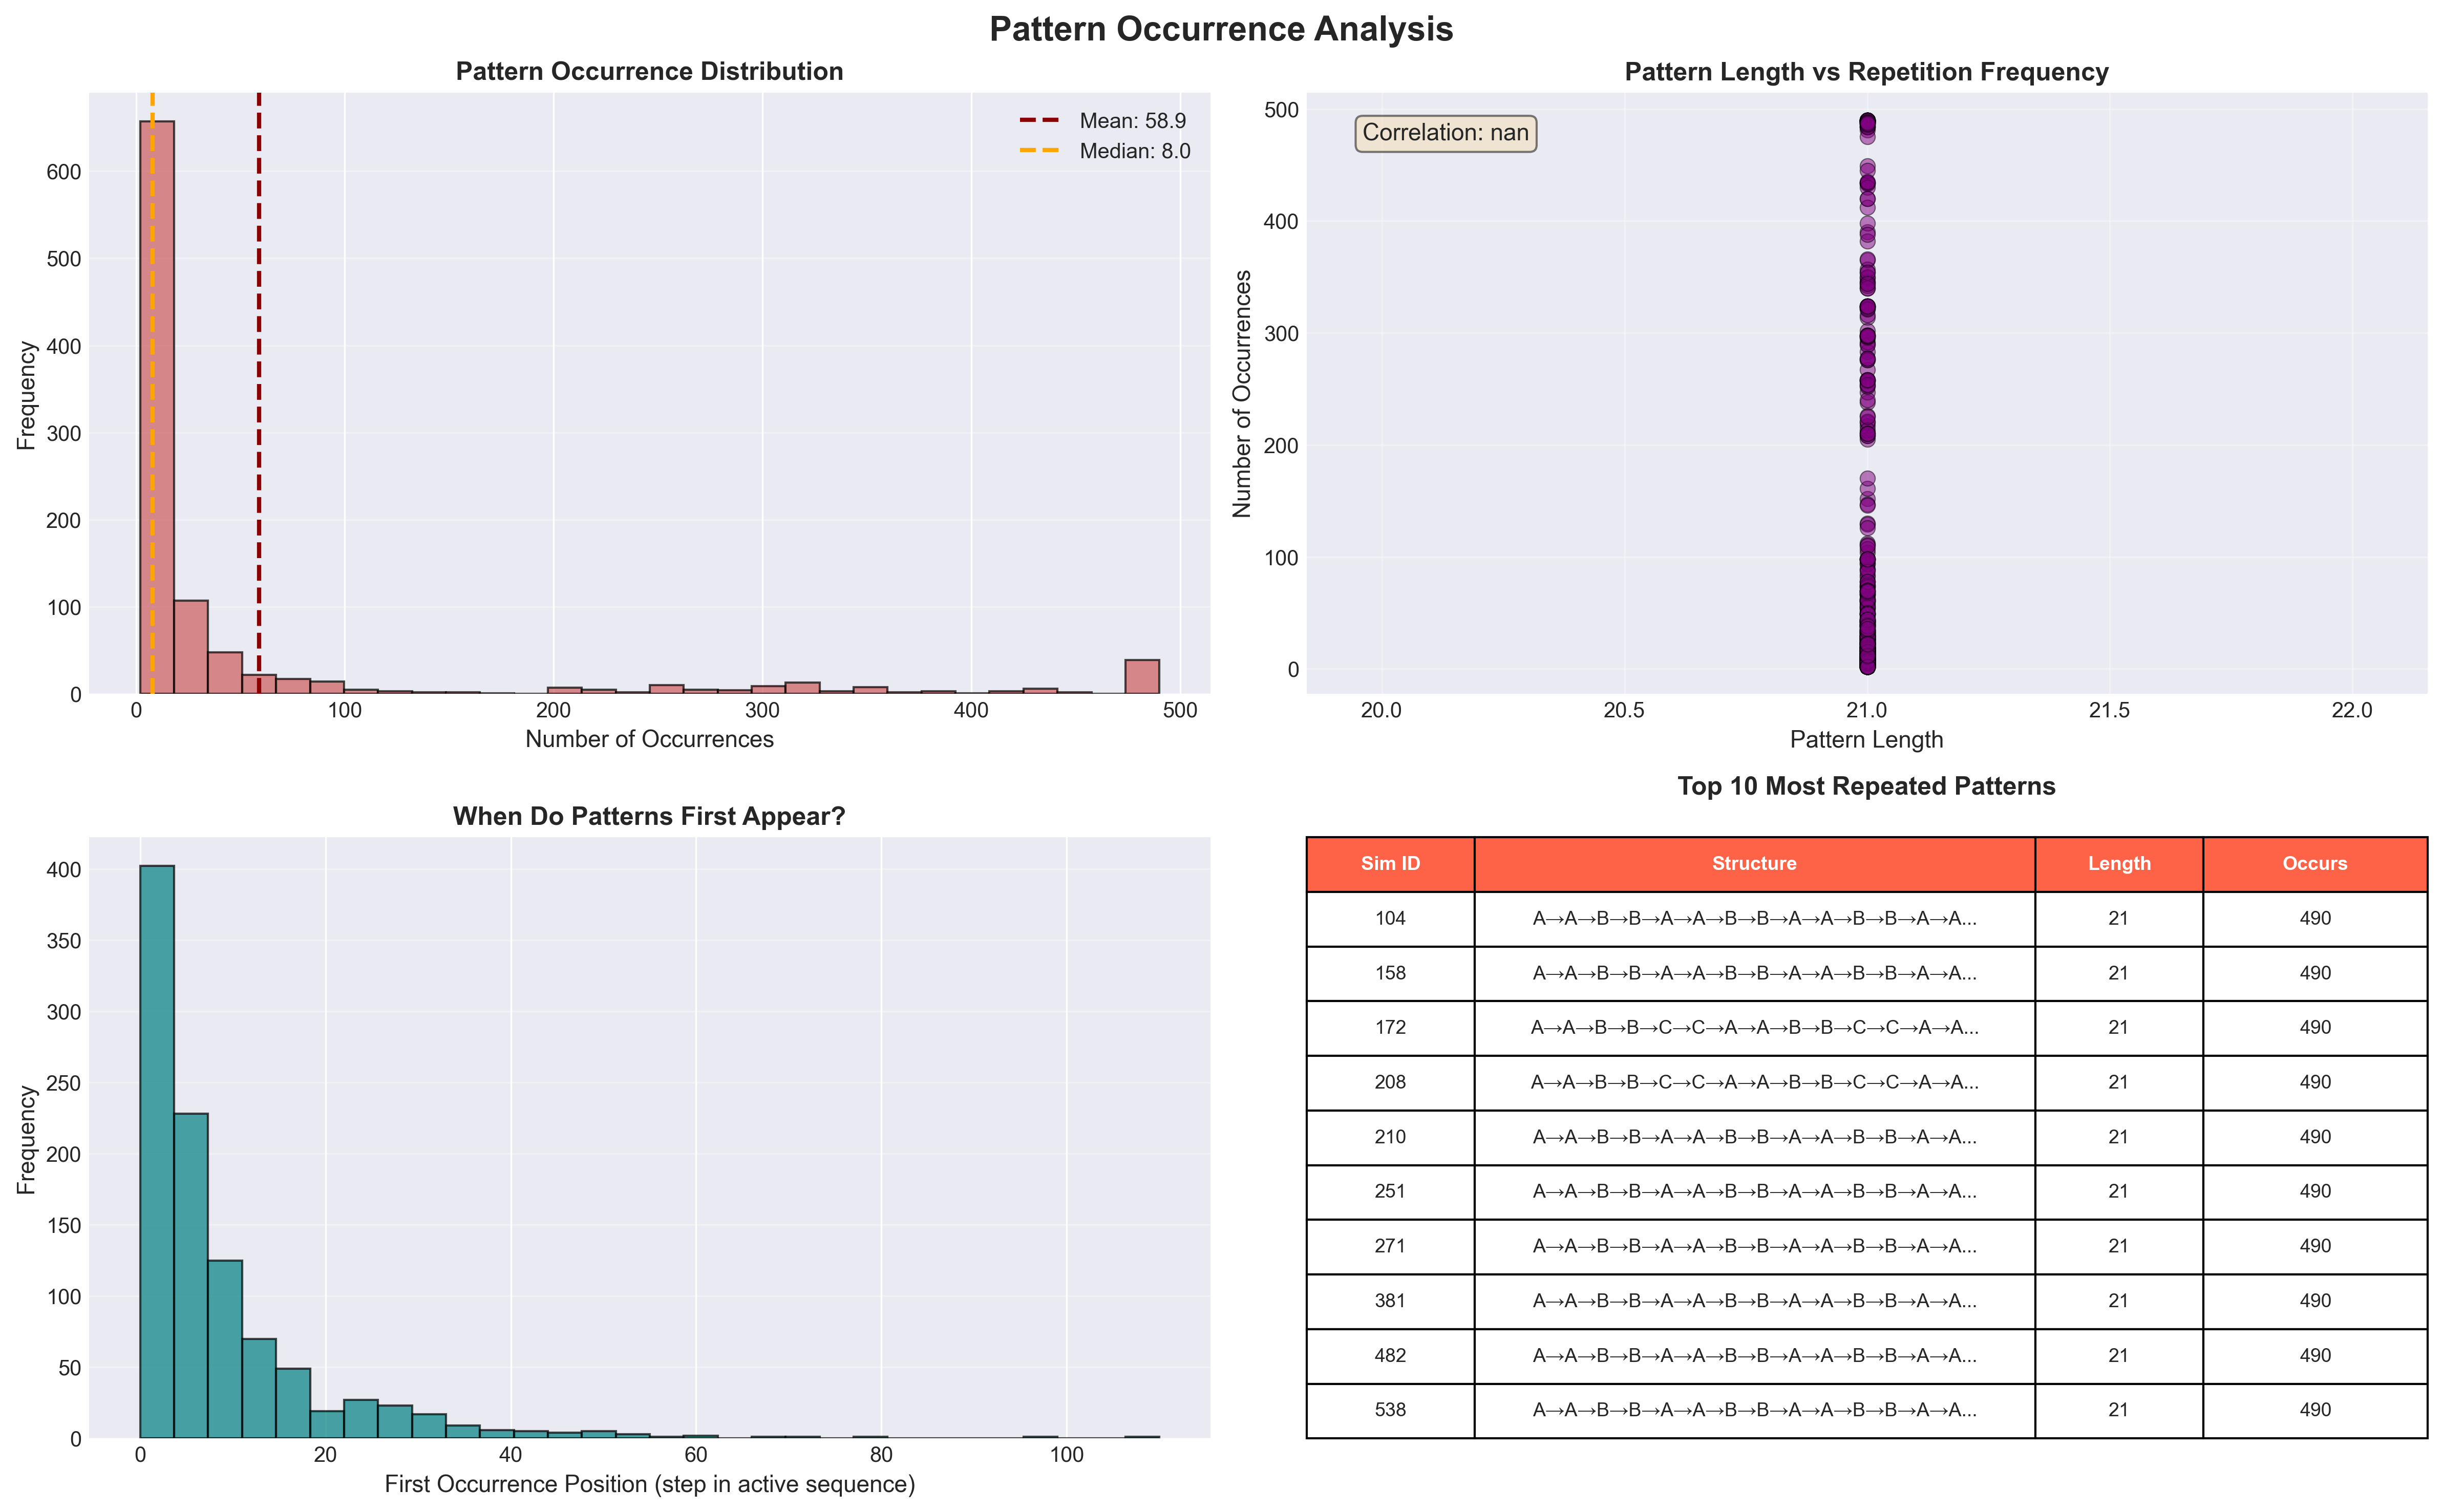 Pattern Occurrence Analysis
Pattern Occurrence Distribution
Mean: 58.9
Median: 8.0
Frequency
600
500
400
300
200
100
0
0 100 200 300 400 500
Number of Occurrences
Pattern Length vs Repetition Frequency
Correlation: nan
Number of Occurrences
500
400
300
200
100
0
20.0 20.5 21.0 21.5 22.0
Pattern Length
When Do Patterns First Appear?
Frequency
400
350
300
250
200
150
100
50
0
0 20 40 60 80 100
First Occurrence Position (step in active sequence)
Top 10 Most Repeated Patterns
Sim ID Structure Length Occurs
104 A→A→B→B→A→A→B→B→A→A→B→B→A→A... 21 490
158 A→A→B→B→A→A→B→B→A→A→B→B→A→A... 21 490
172 A→A→B→B→C→C→A→A→B→B→C→C→A→A... 21 490
208 A→A→B→B→C→C→A→A→B→B→C→C→A→A... 21 490
210 A→A→B→B→A→A→B→B→A→A→B→B→A→A... 21 490
251 A→A→B→B→A→A→B→B→A→A→B→B→A→A... 21 490
271 A→A→B→B→A→A→B→B→A→A→B→B→A→A... 21 490
381 A→A→B→B→A→A→B→B→A→A→B→B→A→A... 21 490
482 A→A→B→B→A→A→B→B→A→A→B→B→A→A... 21 490
538 A→A→B→B→A→A→B→B→A→A→B→B→A→A... 21 490